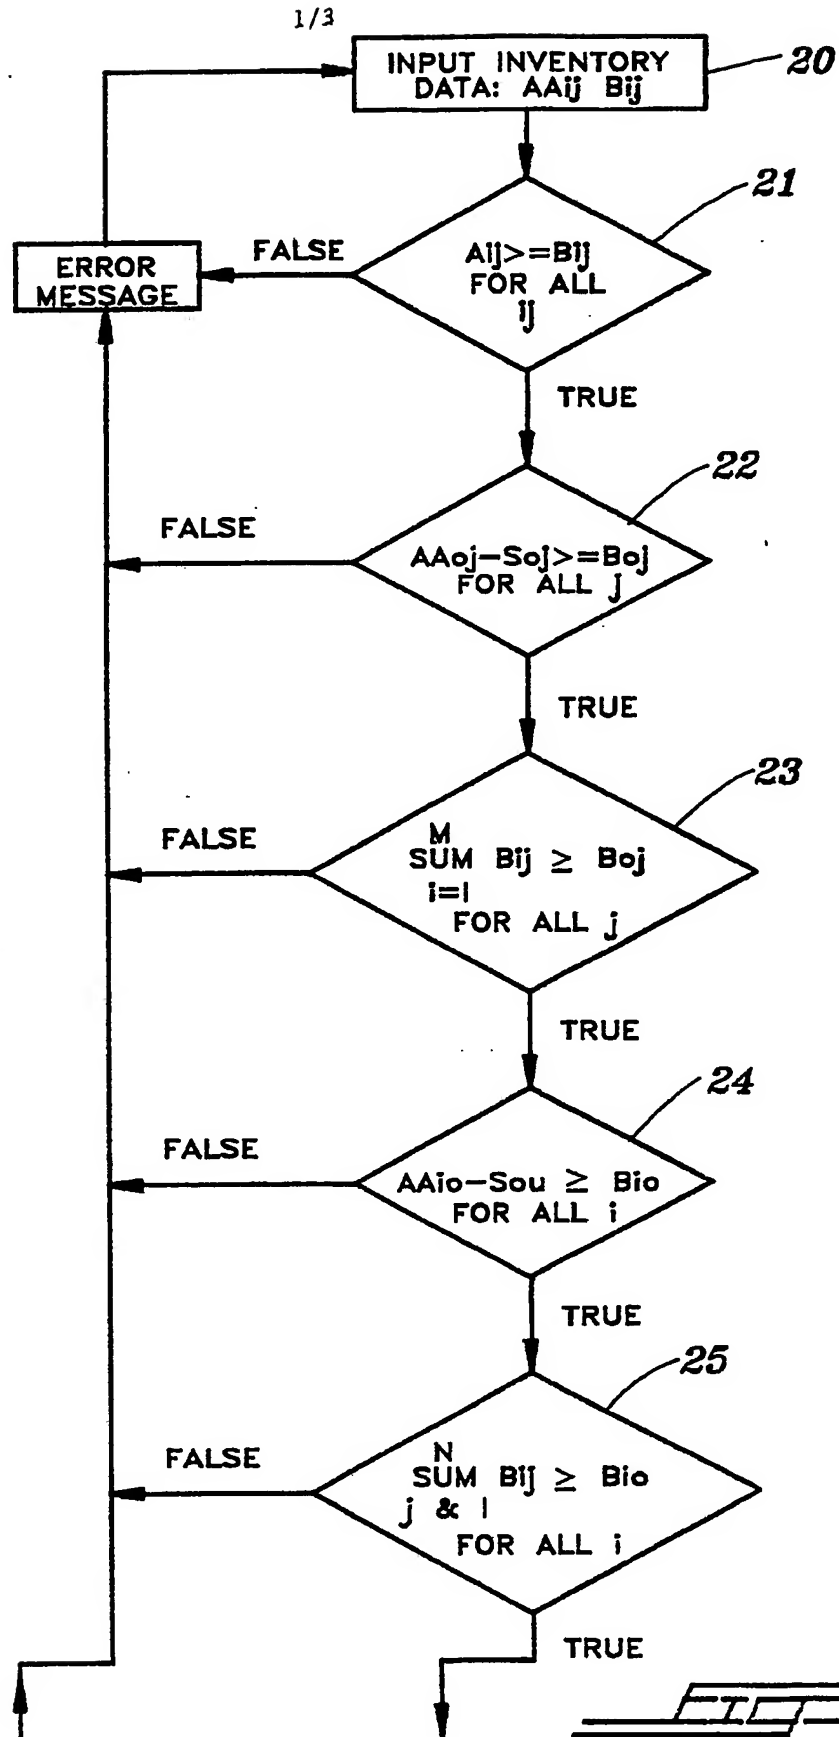 1/3
INPUT INVENTORY
DATA: AAij Bij
20
21
Aij>=Bij
FOR ALL
ij
FALSE
ERROR
MESSAGE
TRUE
22
FALSE
AAoj-Soj>=Boj
FOR ALL j
TRUE
23
FALSE
M
SUM Bij ≥ Boj
i=1
FOR ALL j
TRUE
24
FALSE
AAio-Sou ≥ Bio
FOR ALL i
TRUE
25
FALSE
N
SUM Bij ≥ Bio
j & 1
FOR ALL i
TRUE